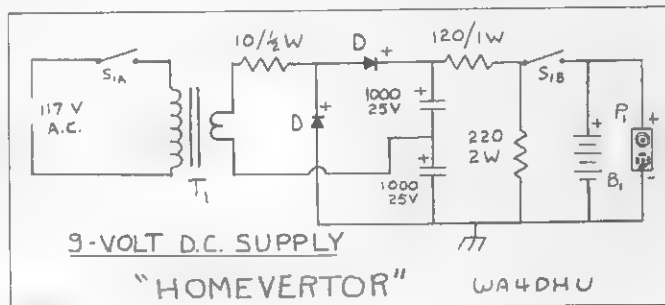 10/½W
D
+
120/1W
S1A
S1B
117 V
A.C.
+
1000
25V
D
+
+
P1
+
+
220
2W
1000
25V
B1
-
T1
9-VOLT D.C. SUPPLY
"HOMEVERTOR"
WA4DHU